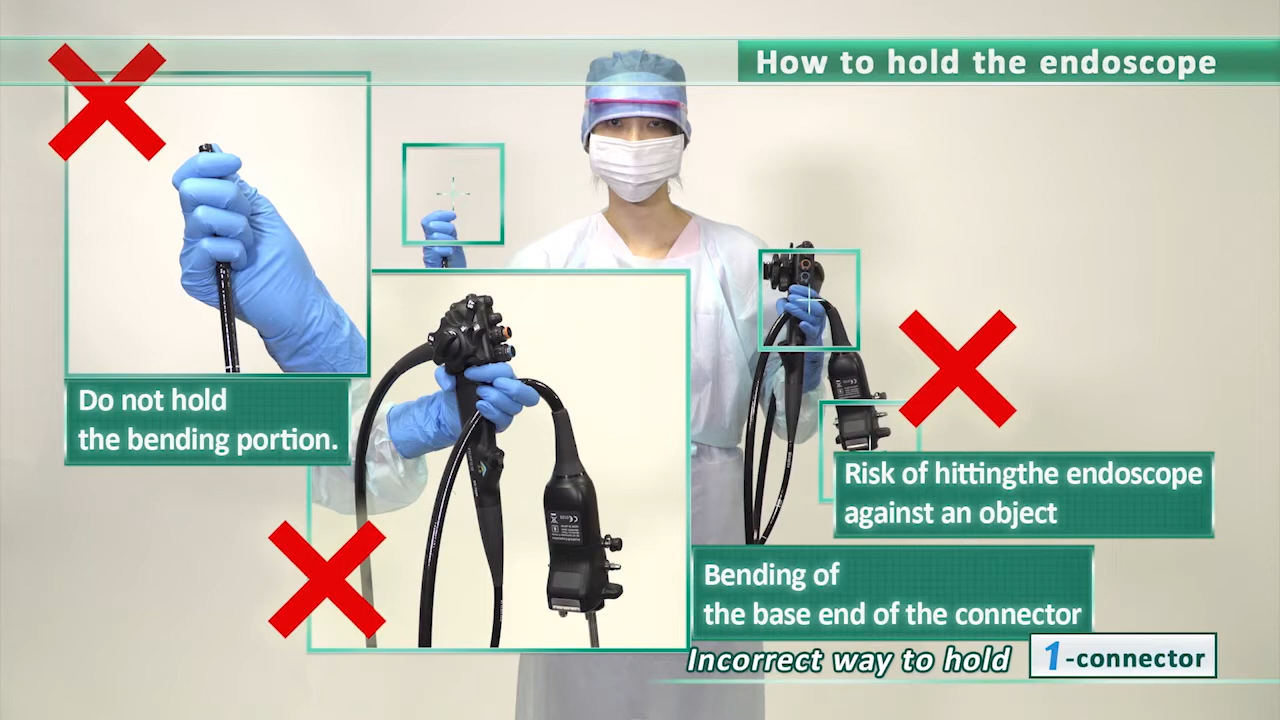 How to hold the endoscope
Do not hold
the bending portion.
Risk of hittingthe endoscope
against an object
Bending of
the base end of the connector
Incorrect way to hold
1-connector